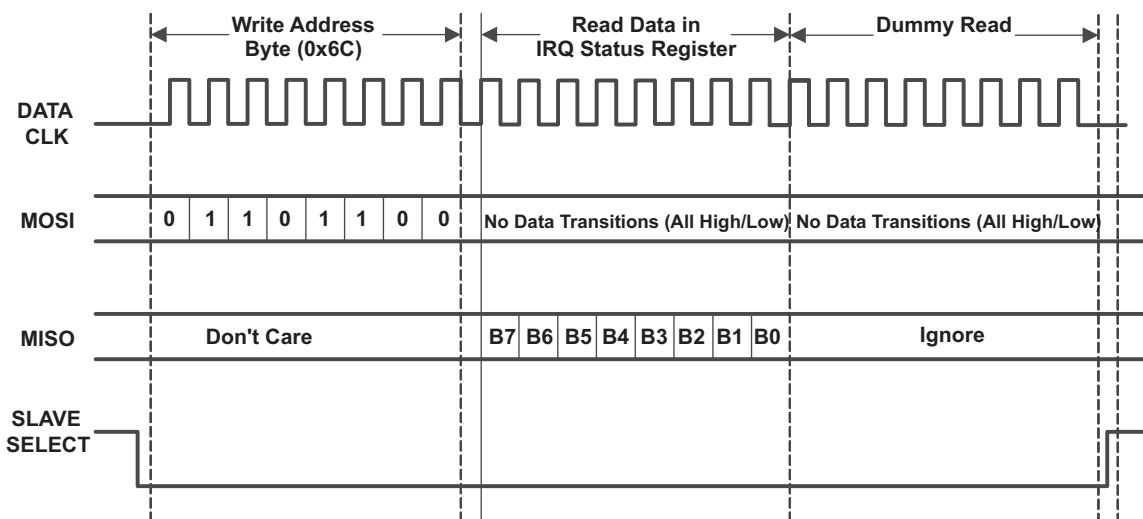 Write Address
Byte (0x6C)
Read Data in
IRQ Status Register
Dummy Read
DATA
CLK
MOSI
0 1 1 0 1 1 0 0
No Data Transitions (All High/Low)
No Data Transitions (All High/Low)
MISO
Don't Care
B7 B6 B5 B4 B3 B2 B1 B0
Ignore
SLAVE
SELECT